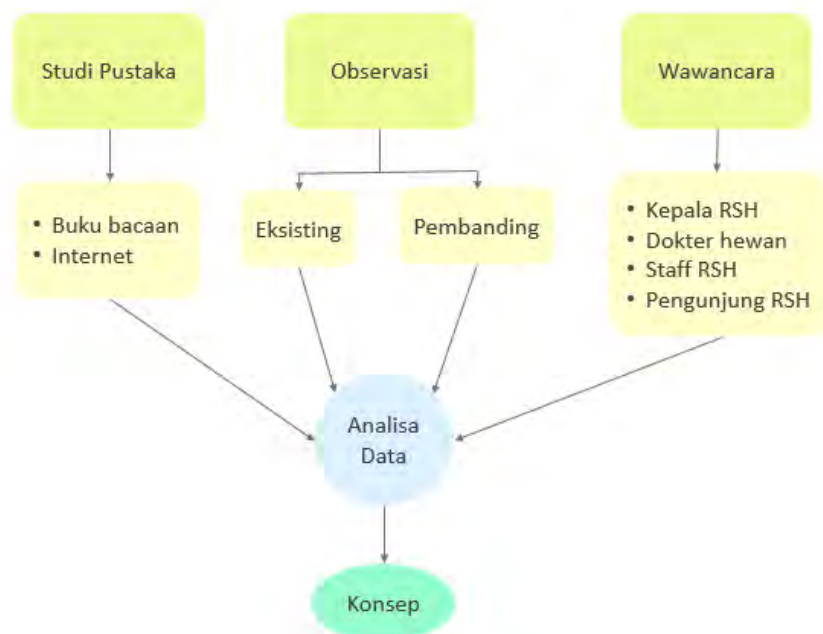 Studi Pustaka
Observasi
Wawancara
• Buku bacaan
• Internet
Eksisting
Pembanding
• Kepala RSH
• Dokter hewan
• Staff RSH
• Pengunjung RSH
Analisa
Data
Konsep